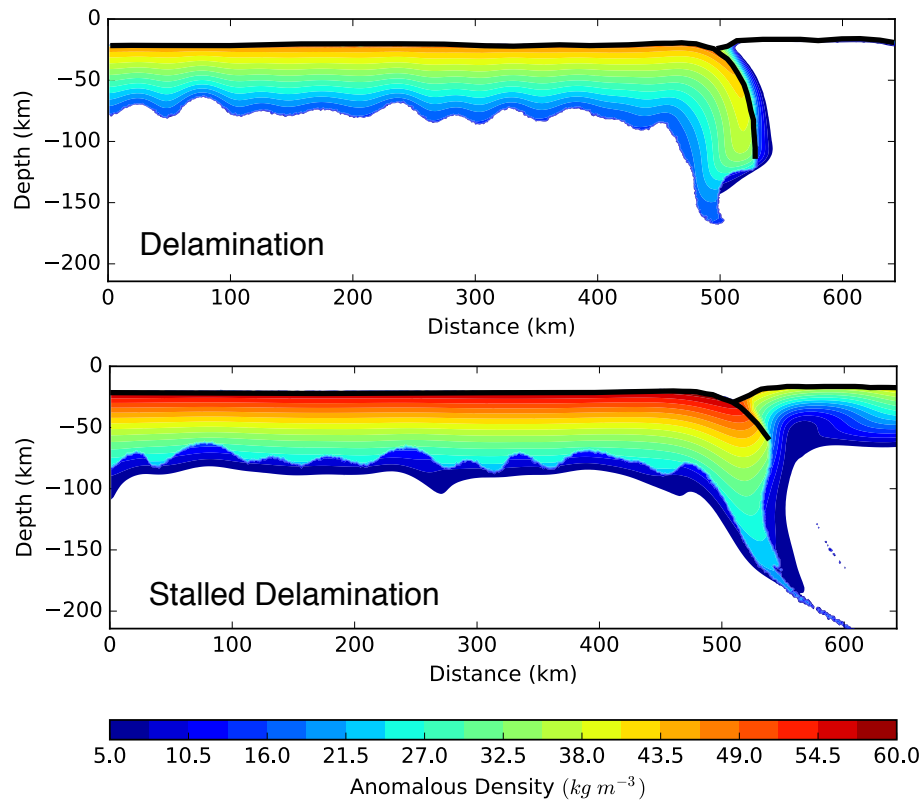 0
−50
−100
−150
−200
Depth (km)
Delamination
0 100 200 300 400 500 600
Distance (km)
0
−50
−100
−150
−200
Depth (km)
Stalled Delamination
0 100 200 300 400 500 600
Distance (km)
5.0 10.5 16.0 21.5 27.0 32.5 38.0 43.5 49.0 54.5 60.0
Anomalous Density (kg m⁻³)